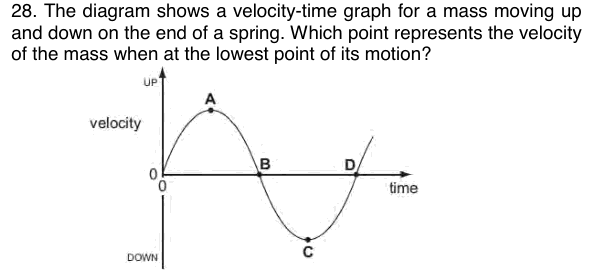 28. The diagram shows a velocity-time graph for a mass moving up
and down on the end of a spring. Which point represents the velocity
of the mass when at the lowest point of its motion?
UP
A
velocity
B
D
0
0
time
C
DOWN